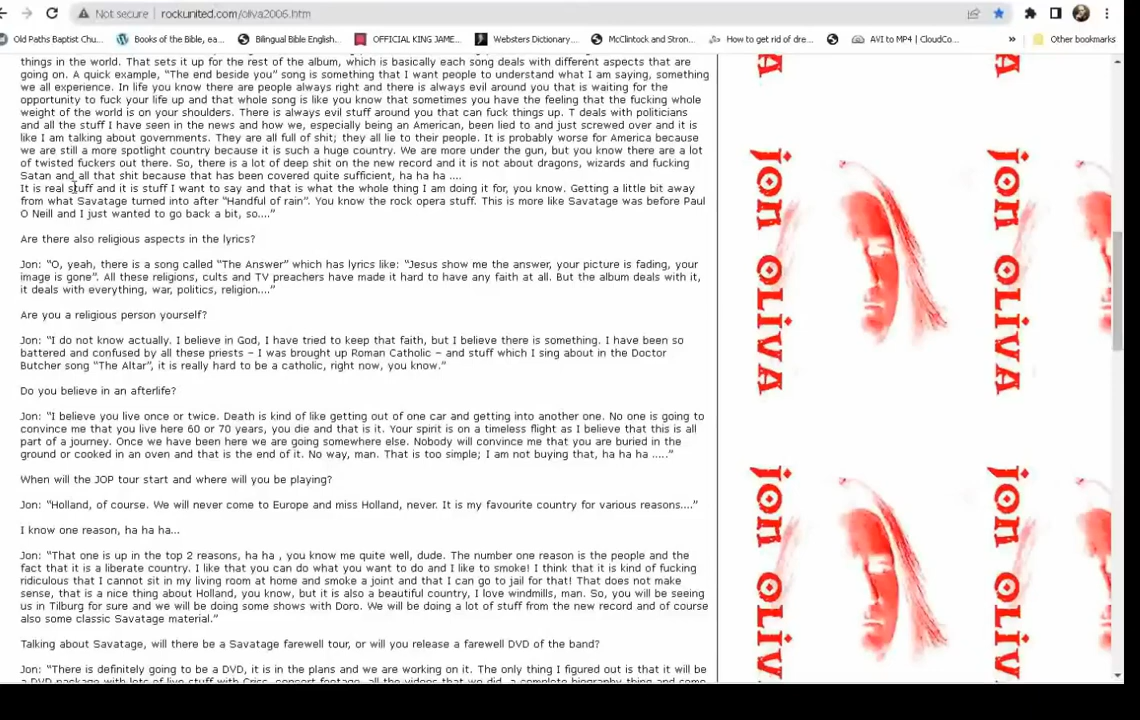 Not secure | rockunited.com/oliva2006.htm
Old Paths Baptist Chu... Books of the Bible, ea... Bilingual Bible English... OFFICIAL KING JAME... Websters Dictionary... McClintock and Stron... How to get rid of dre... AVI to MP4 | CloudCo... » Other bookmarks
things in the world. That sets it up for the rest of the album, which is basically each song deals with different aspects that are
going on. A quick example, "The end beside you" song is something that I want people to understand what I am saying, something
we all experience. In life you know there are people always right and there is always evil around you that is waiting for the
opportunity to fuck your life up and that whole song is like you know that sometimes you have the feeling that the fucking whole
weight of the world is on your shoulders. There is always evil stuff around you that can fuck things up. T deals with politicians
and all the stuff I have seen in the news and how we, especially being an American, been lied to and just screwed over and it is
like I am talking about governments. They are all full of shit; they all lie to their people. It is probably worse for America because
we are still a more spotlight country because it is such a huge country. We are more under the gun, but you know there are a lot
of twisted fuckers out there. So, there is a lot of deep shit on the new record and it is not about dragons, wizards and fucking
Satan and all that shit because that has been covered quite sufficient, ha ha ha ....
It is real stuff and it is stuff I want to say and that is what the whole thing I am doing it for, you know. Getting a little bit away
from what Savatage turned into after "Handful of rain". You know the rock opera stuff. This is more like Savatage was before Paul
O Neill and I just wanted to go back a bit, so...."
Are there also religious aspects in the lyrics?
Jon: "O, yeah, there is a song called "The Answer" which has lyrics like: "Jesus show me the answer, your picture is fading, your
image is gone". All these religions, cults and TV preachers have made it hard to have any faith at all. But the album deals with it,
it deals with everything, war, politics, religion...."
Are you a religious person yourself?
Jon: "I do not know actually. I believe in God, I have tried to keep that faith, but I believe there is something. I have been so
battered and confused by all these priests – I was brought up Roman Catholic – and stuff which I sing about in the Doctor
Butcher song "The Altar", it is really hard to be a catholic, right now, you know."
Do you believe in an afterlife?
Jon: "I believe you live once or twice. Death is kind of like getting out of one car and getting into another one. No one is going to
convince me that you live here 60 or 70 years, you die and that is it. Your spirit is on a timeless flight as I believe that this is all
part of a journey. Once we have been here we are going somewhere else. Nobody will convince me that you are buried in the
ground or cooked in an oven and that is the end of it. No way, man. That is too simple; I am not buying that, ha ha ha ....."
When will the JOP tour start and where will you be playing?
Jon: "Holland, of course. We will never come to Europe and miss Holland, never. It is my favourite country for various reasons...."
I know one reason, ha ha ha...
Jon: "That one is up in the top 2 reasons, ha ha , you know me quite well, dude. The number one reason is the people and the
fact that it is a liberate country. I like that you can do what you want to do and I like to smoke! I think that it is kind of fucking
ridiculous that I cannot sit in my living room at home and smoke a joint and that I can go to jail for that! That does not make
sense, that is a nice thing about Holland, you know, but it is also a beautiful country, I love windmills, man. So, you will be seeing
us in Tilburg for sure and we will be doing some shows with Doro. We will be doing a lot of stuff from the new record and of course
also some classic Savatage material."
Talking about Savatage, will there be a Savatage farewell tour, or will you release a farewell DVD of the band?
Jon: "There is definitely going to be a DVD, it is in the plans and we are working on it. The only thing I figured out is that it will be
a DVD package with lots of live stuff with Criss, concert footage, all the videos that we did, a complete biography thing and some
JON OLIVA
JON OLIVA
JON OLIV
JON OLIV